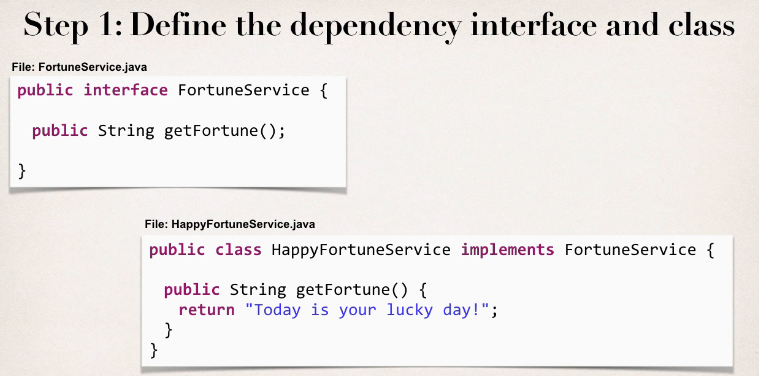 Step 1: Define the dependency interface and class
File: FortuneService.java
public interface FortuneService {
public String getFortune();
}
File: HappyFortuneService.java
public class HappyFortuneService implements FortuneService {
public String getFortune() {
return "Today is your lucky day!";
}
}